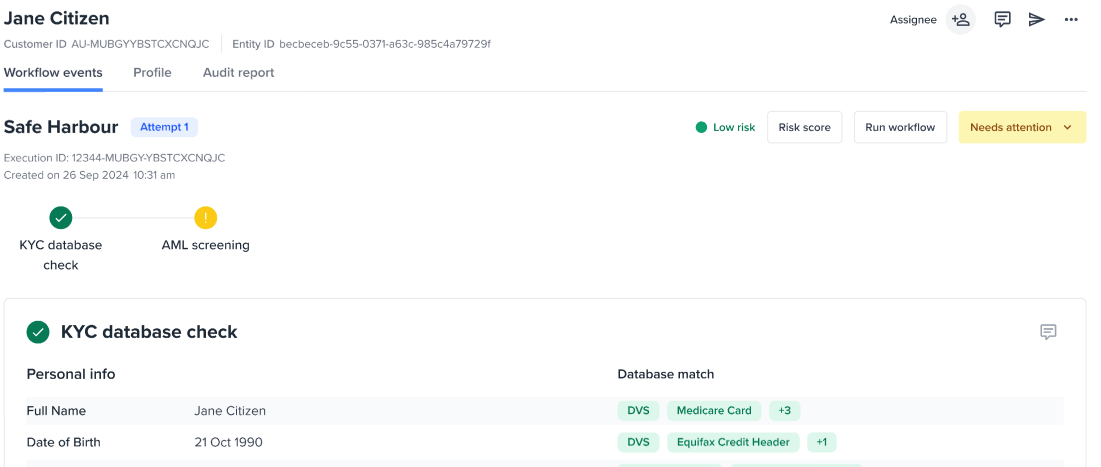 Jane Citizen
Assignee
Customer ID AU-MUBGYYBSTCXCNQJC Entity ID becbeceb-9c55-0371-a63c-985c4a79729f
Workflow events Profile Audit report
Safe Harbour Attempt 1 Low risk Risk score Run workflow Needs attention
Execution ID: 12344-MUBGY-YBSTCXCNQJC
Created on 26 Sep 2024 10:31 am
KYC database check
AML screening
KYC database check
Personal info Database match
Full Name Jane Citizen DVS Medicare Card +3
Date of Birth 21 Oct 1990 DVS Equifax Credit Header +1